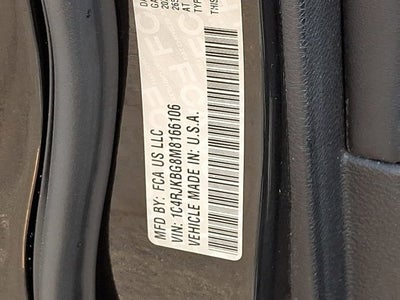 MFD BY: FCA US LLC
VIN: 1C4RJKBG8M8166106
VEHICLE MADE IN: U.S.A.